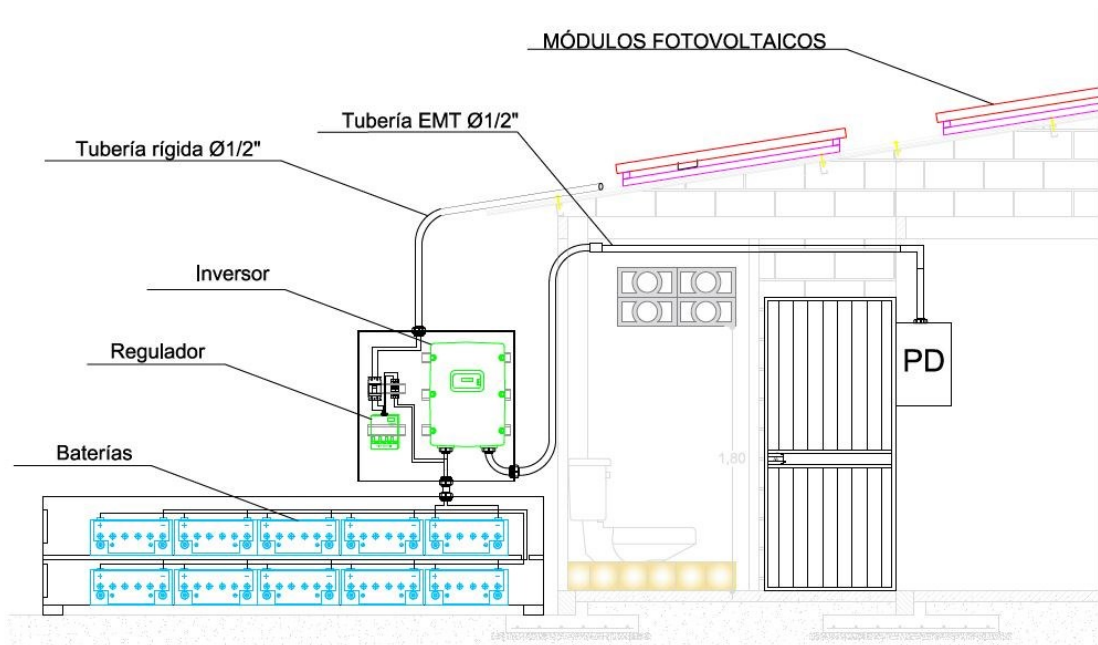 MÓDULOS FOTOVOLTAICOS
Tubería EMT Ø1/2"
Tubería rígida Ø1/2"
Inversor
Regulador
PD
Baterías
1,80